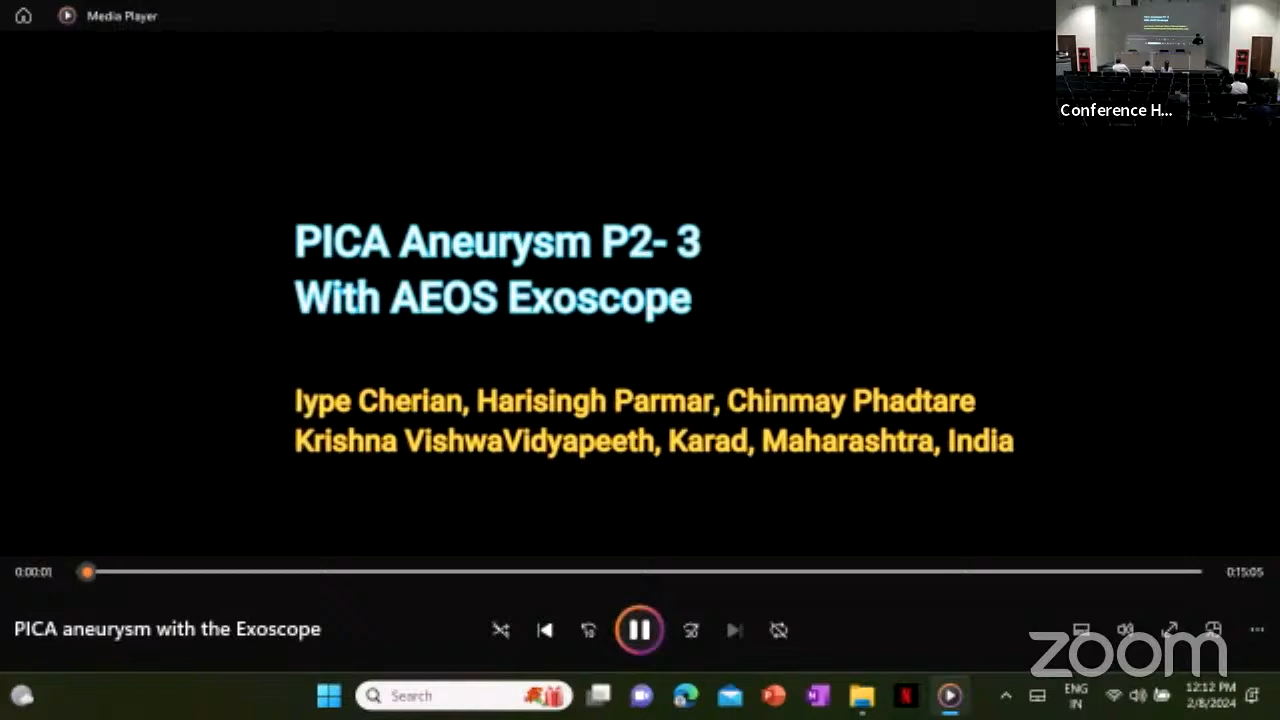 Media Player
Conference H...
PICA Aneurysm P2- 3
With AEOS Exoscope
Iype Cherian, Harisingh Parmar, Chinmay Phadtare
Krishna VishwaVidyapeeth, Karad, Maharashtra, India
0:00:01
0:15:05
PICA aneurysm with the Exoscope
zoom
Search
ENG
IN
12:12 PM
2/8/2024